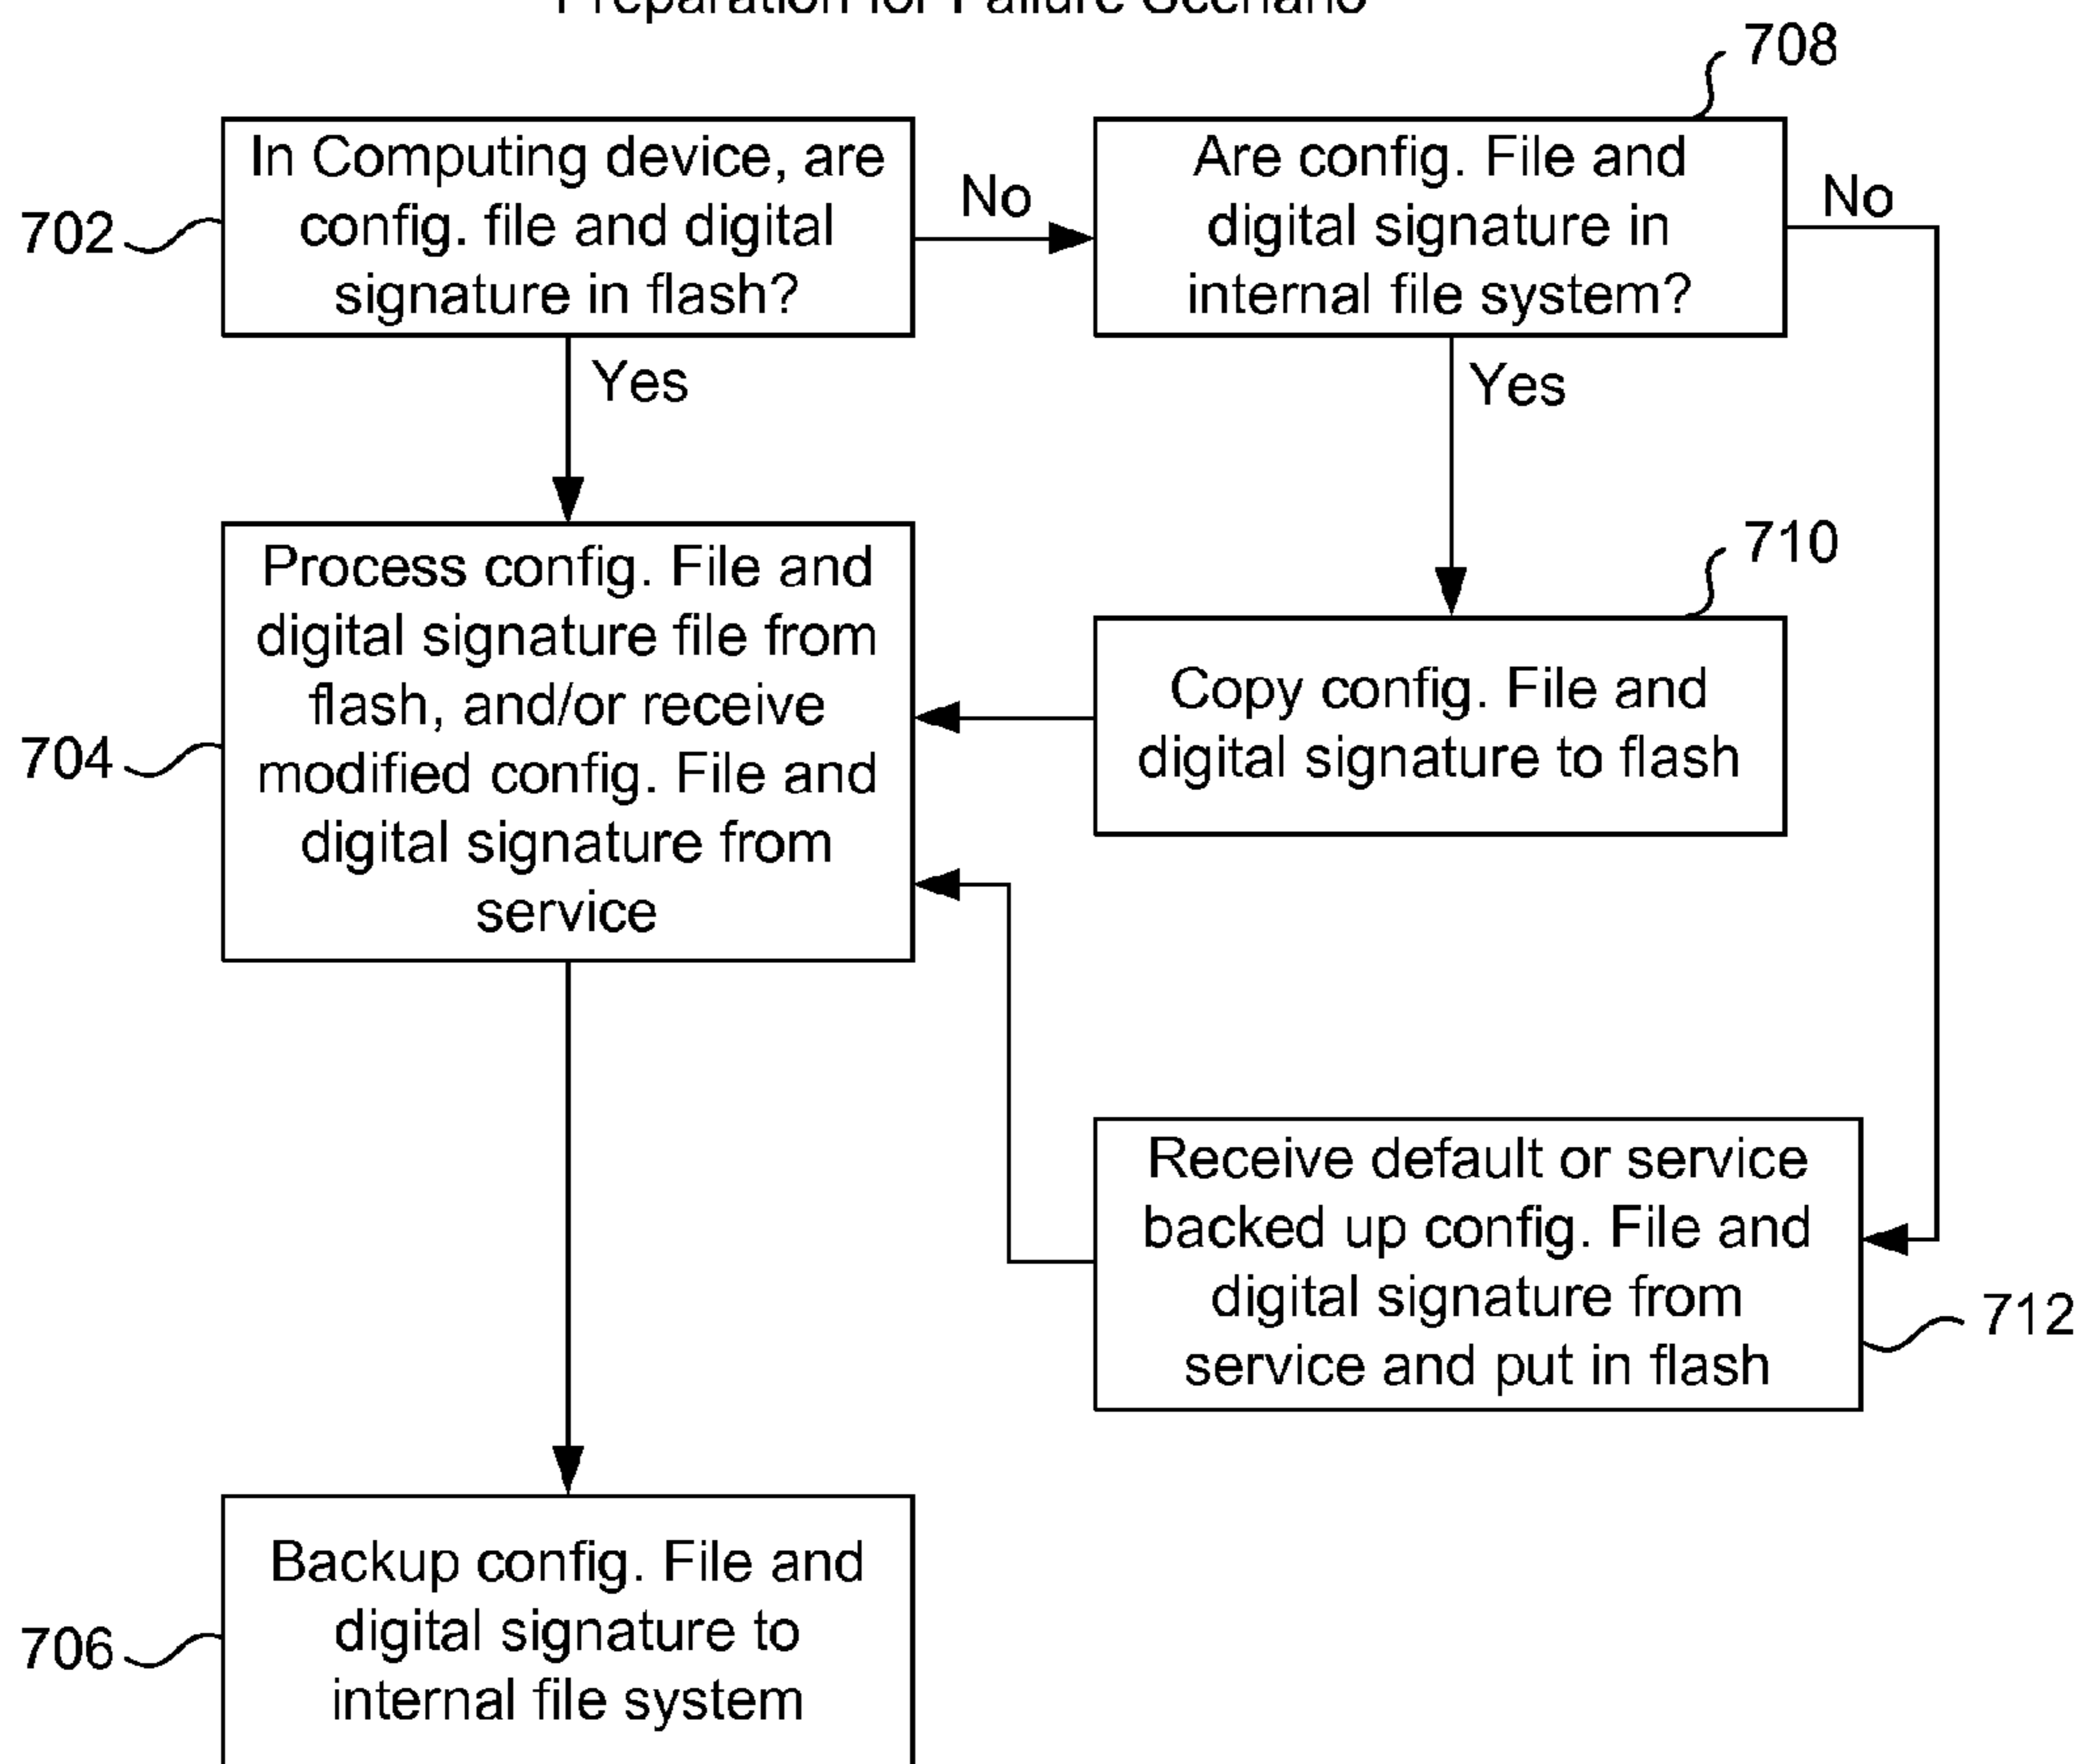 Preparation for Failure Scenario
708
In Computing device, are
config. file and digital
signature in flash?
702
No
Are config. File and
digital signature in
internal file system?
No
Yes
Yes
710
Process config. File and
digital signature file from
flash, and/or receive
modified config. File and
digital signature from
service
704
Copy config. File and
digital signature to flash
Receive default or service
backed up config. File and
digital signature from
service and put in flash
712
Backup config. File and
digital signature to
internal file system
706